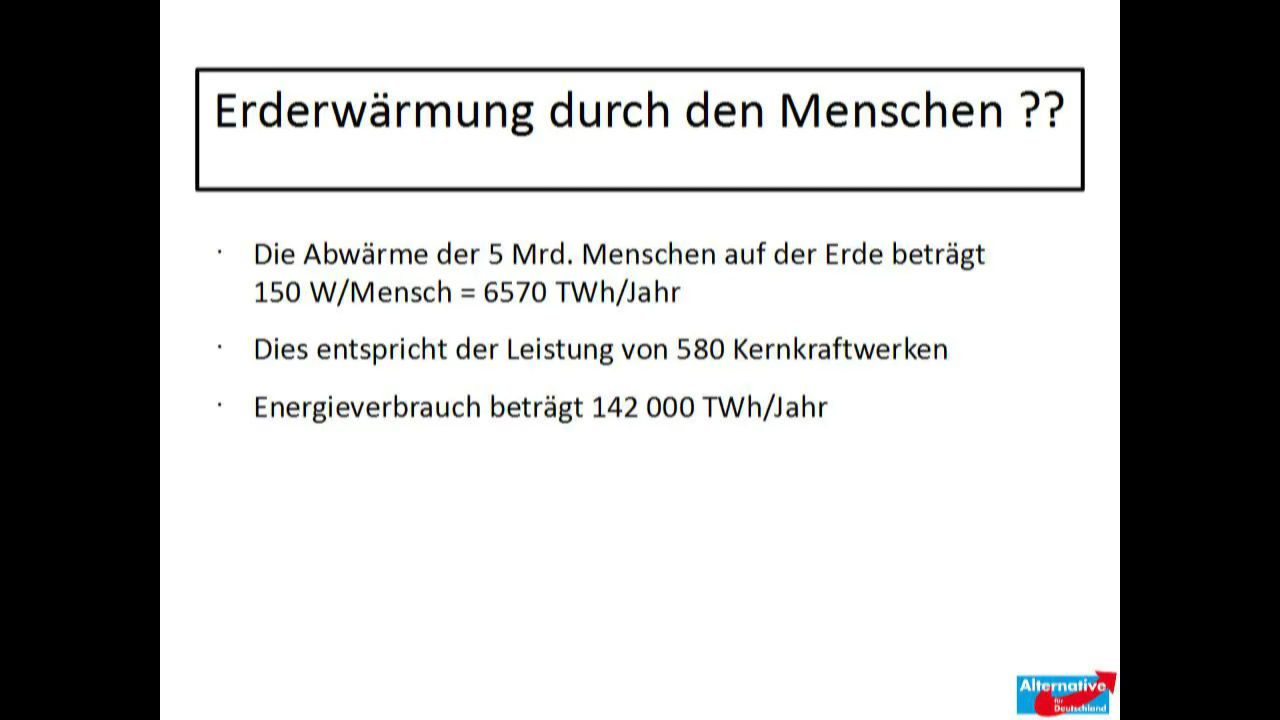 Erderwärmung durch den Menschen ??
· Die Abwärme der 5 Mrd. Menschen auf der Erde beträgt
150 W/Mensch = 6570 TWh/Jahr
· Dies entspricht der Leistung von 580 Kernkraftwerken
· Energieverbrauch beträgt 142 000 TWh/Jahr
Alternative
für
Deutschland